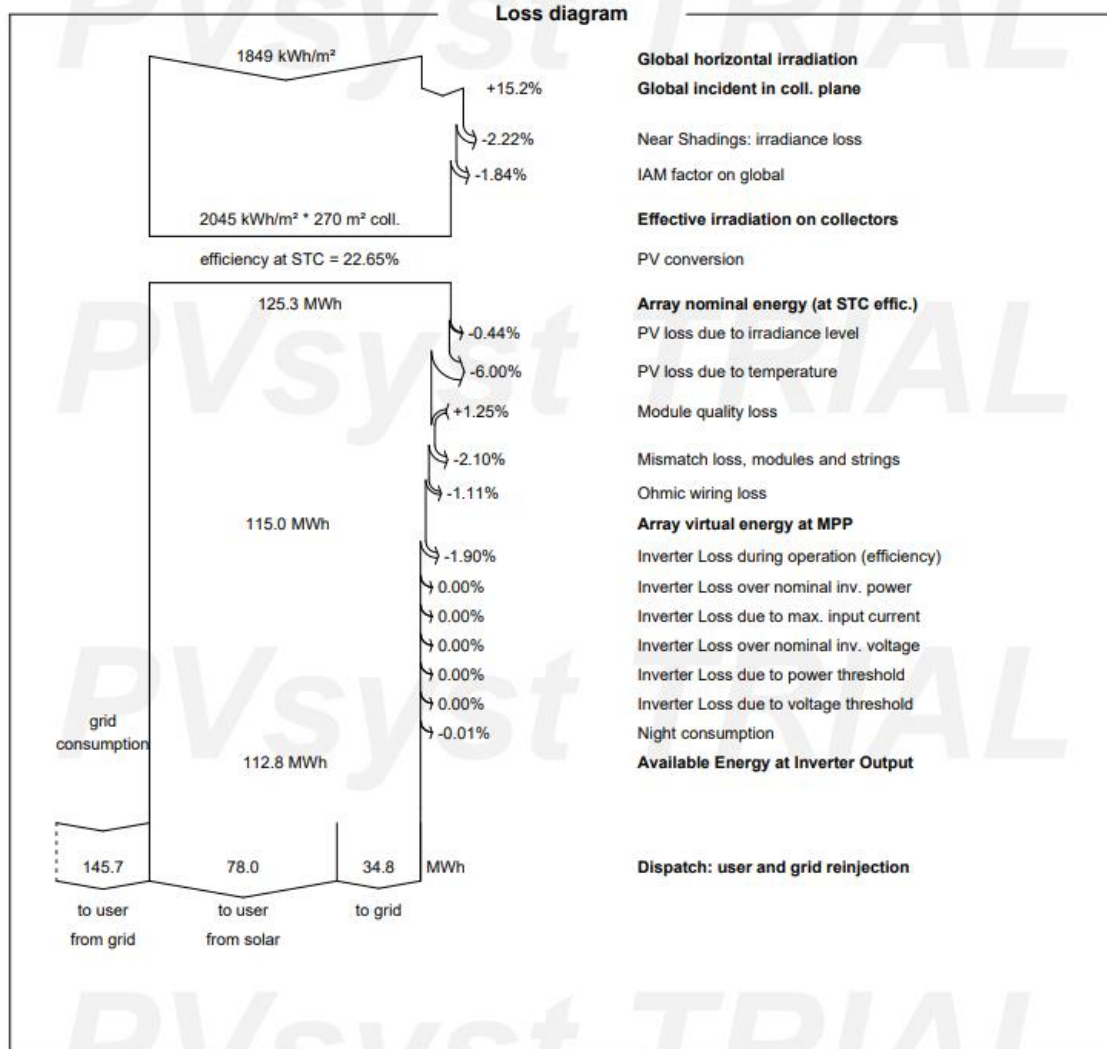 Loss diagram
PVsyst TRIAL
1849 kWh/m²
Global horizontal irradiation
+15.2%
Global incident in coll. plane
-2.22%
Near Shadings: irradiance loss
-1.84%
IAM factor on global
2045 kWh/m² * 270 m² coll.
Effective irradiation on collectors
efficiency at STC = 22.65%
PV conversion
125.3 MWh
Array nominal energy (at STC effic.)
PVsyst TRIAL
-0.44%
PV loss due to irradiance level
-6.00%
PV loss due to temperature
+1.25%
Module quality loss
-2.10%
Mismatch loss, modules and strings
-1.11%
Ohmic wiring loss
115.0 MWh
Array virtual energy at MPP
-1.90%
Inverter Loss during operation (efficiency)
0.00%
Inverter Loss over nominal inv. power
0.00%
Inverter Loss due to max. input current
0.00%
Inverter Loss over nominal inv. voltage
PVsyst TRIAL
0.00%
Inverter Loss due to power threshold
0.00%
Inverter Loss due to voltage threshold
grid
consumption
-0.01%
Night consumption
112.8 MWh
Available Energy at Inverter Output
145.7
78.0
34.8
MWh
Dispatch: user and grid reinjection
to user
from grid
to user
from solar
to grid
PVsyst TRIAL